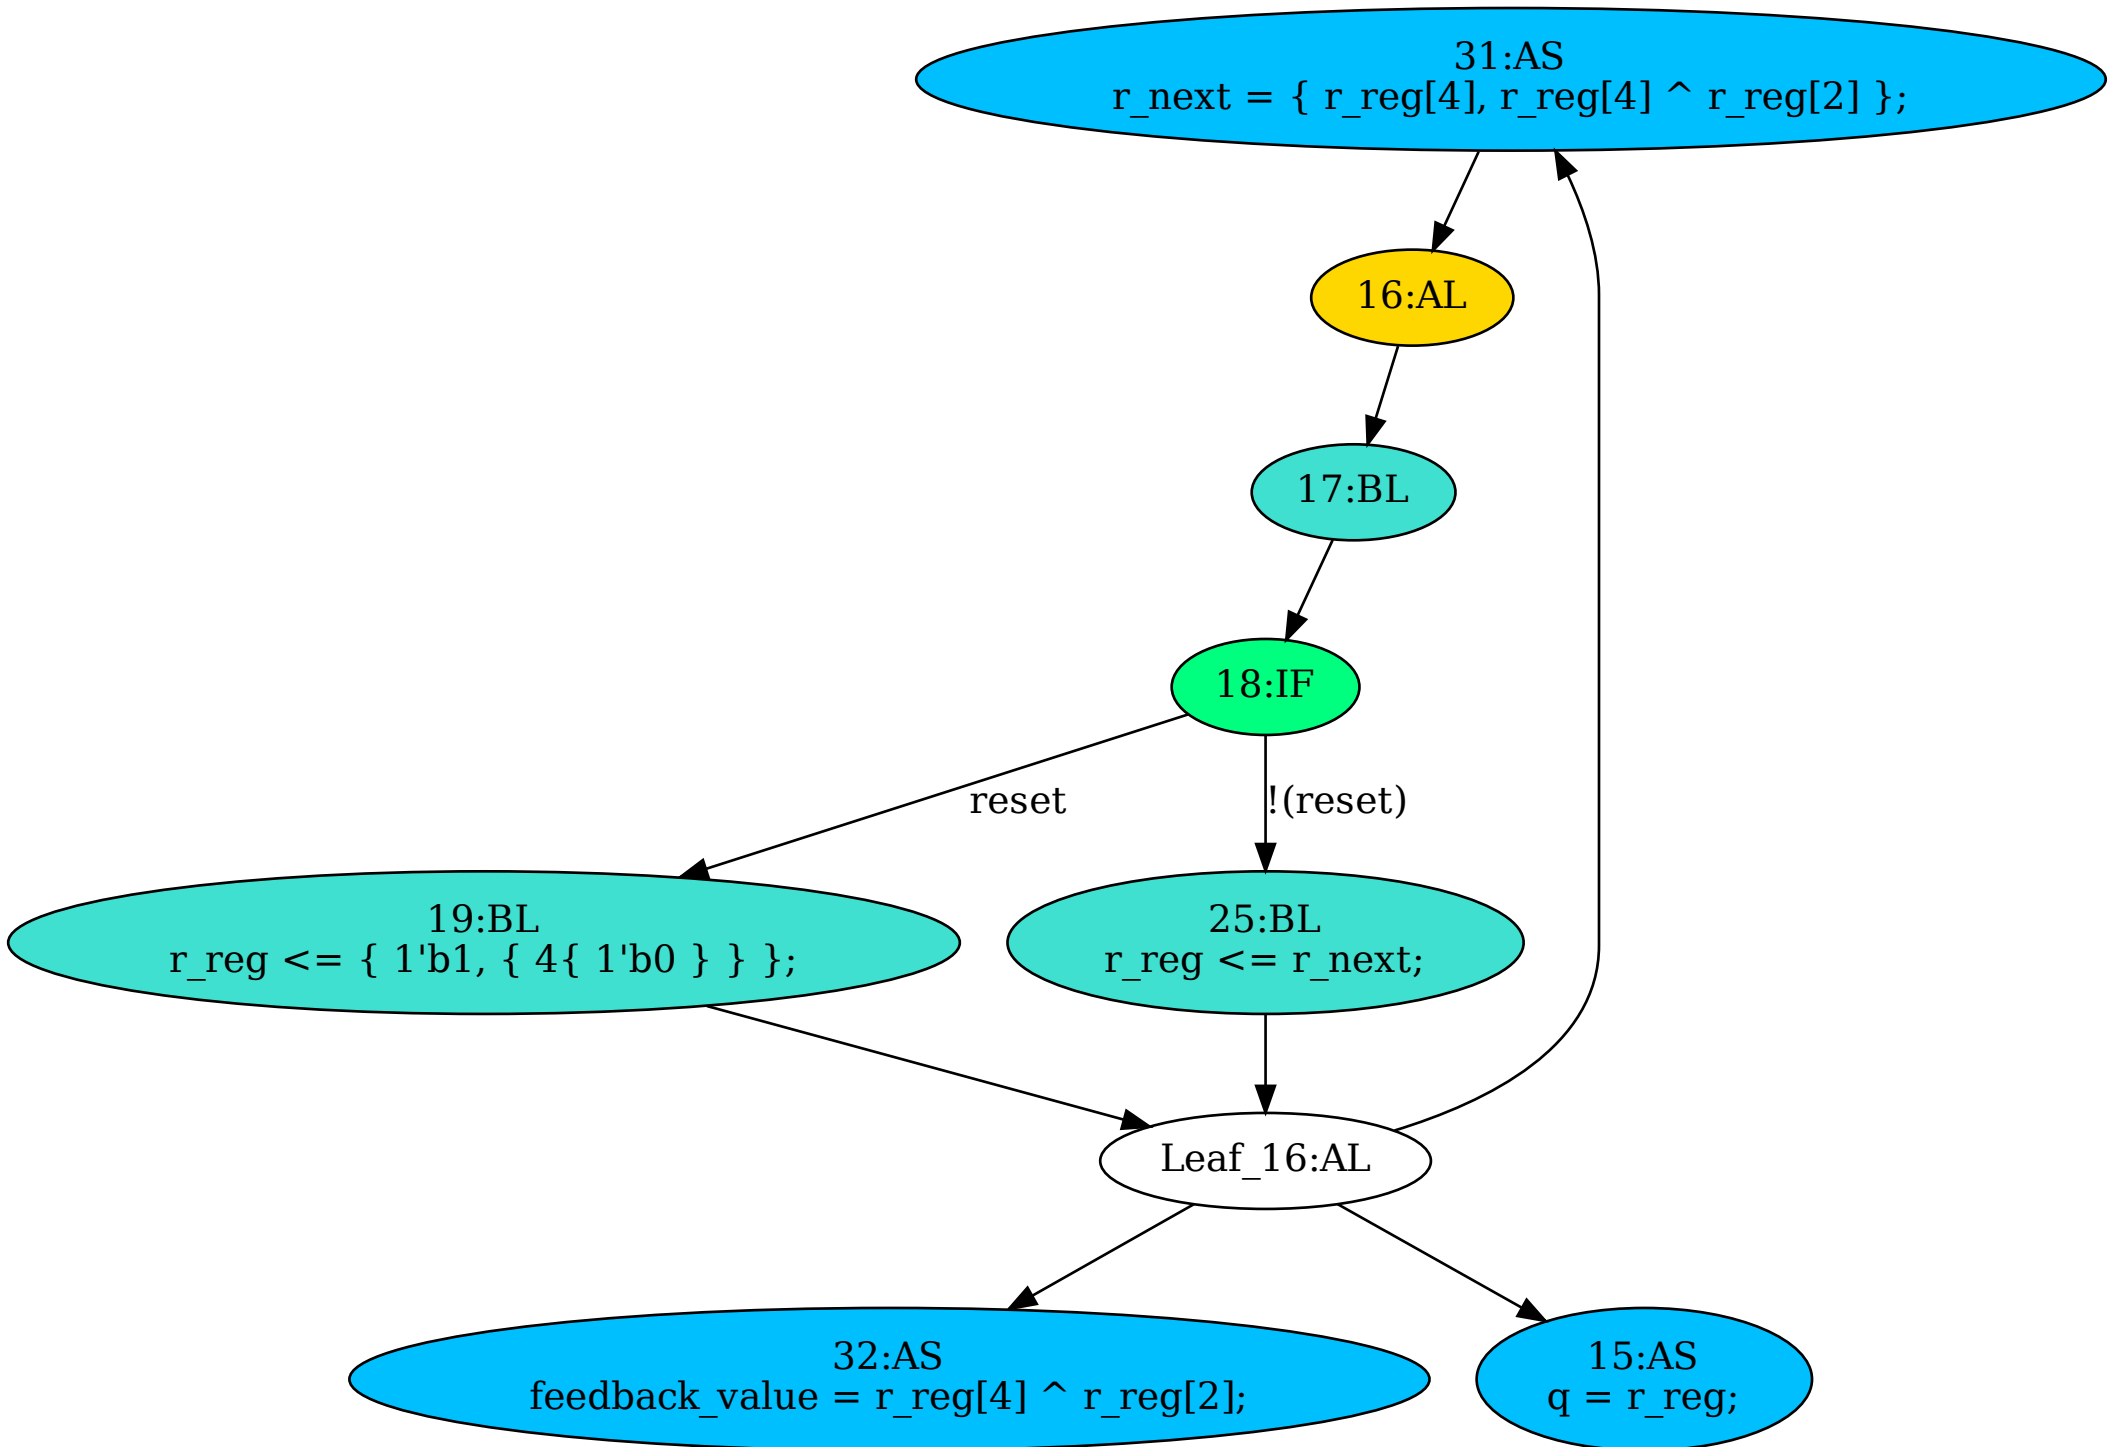 31:AS
r_next = { r_reg[4], r_reg[4] ^ r_reg[2] };
16:AL
17:BL
18:IF
reset
!(reset)
19:BL
r_reg <= { 1'b1, { 4{ 1'b0 } } };
25:BL
r_reg <= r_next;
Leaf_16:AL
32:AS
feedback_value = r_reg[4] ^ r_reg[2];
15:AS
q = r_reg;